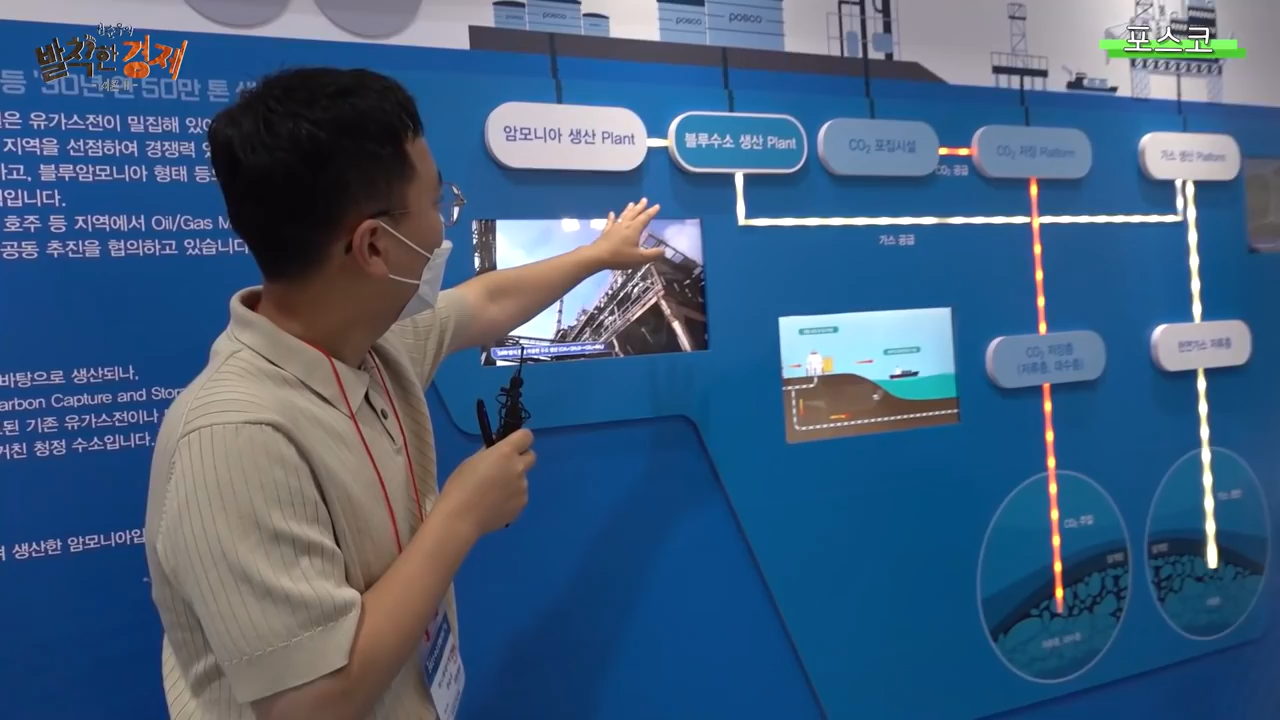 발칙한 경제
포스코
posco
posco
posco
등 '30년 연 50만 톤 생
은 유가스전이 밀집해 있어
지역을 선점하여 경쟁력
하고, 블루암모니아 형태 등
입니다.
호주 등 지역에서 Oil/Gas M
공동 추진을 협의하고 있습니다
바탕으로 생산되나,
arbon Capture and Stor
된 기존 유가스전이나
거친 청정 수소입니다.
생산한 암모니아입
암모니아 생산 Plant
블루수소 생산 Plant
CO₂ 포집시설
CO₂ 저장 Platform
가스 생산 Platform
CO₂ 공급
가스 공급
CO₂ 저장층
(저류층, 대수층)
천연가스 저류층
CO₂ 주입